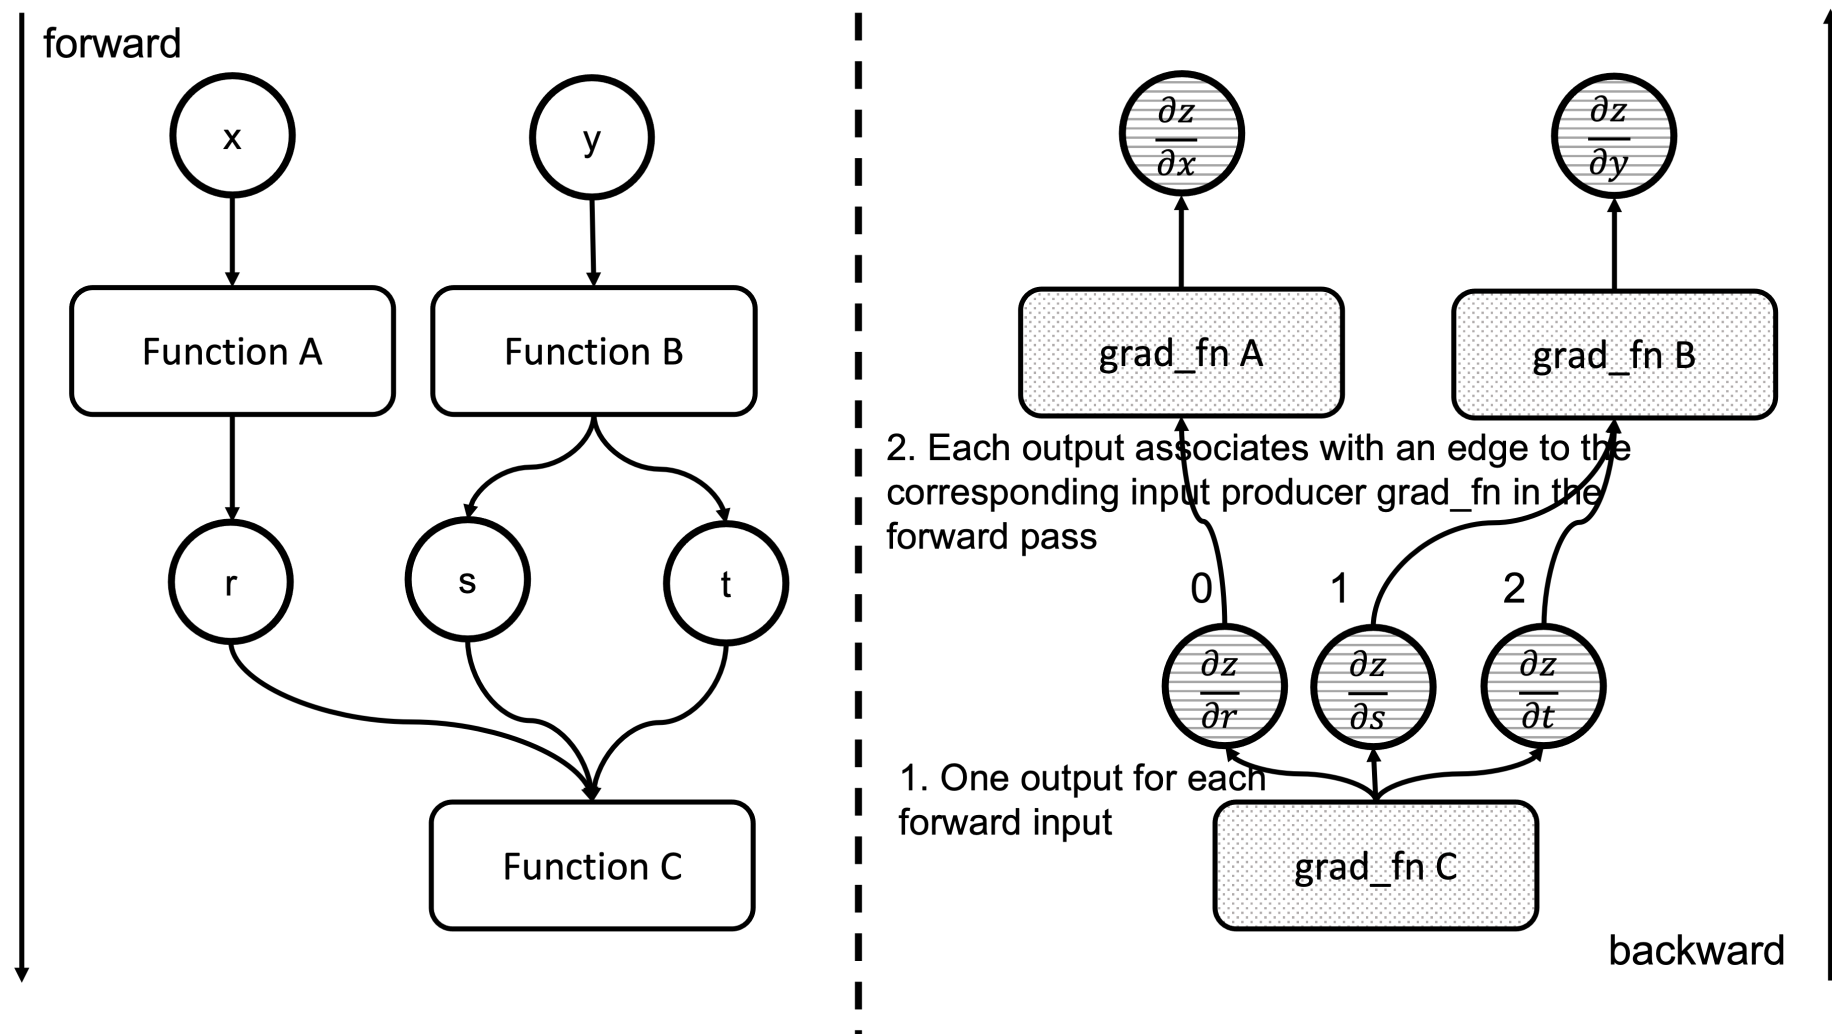 forward
x
y
Function A
Function B
r
s
t
Function C
∂z
∂x
∂z
∂y
grad_fn A
grad_fn B
2. Each output associates with an edge to the
corresponding input producer grad_fn in the
forward pass
0
1
2
∂z
∂r
∂z
∂s
∂z
∂t
1. One output for each
forward input
grad_fn C
backward